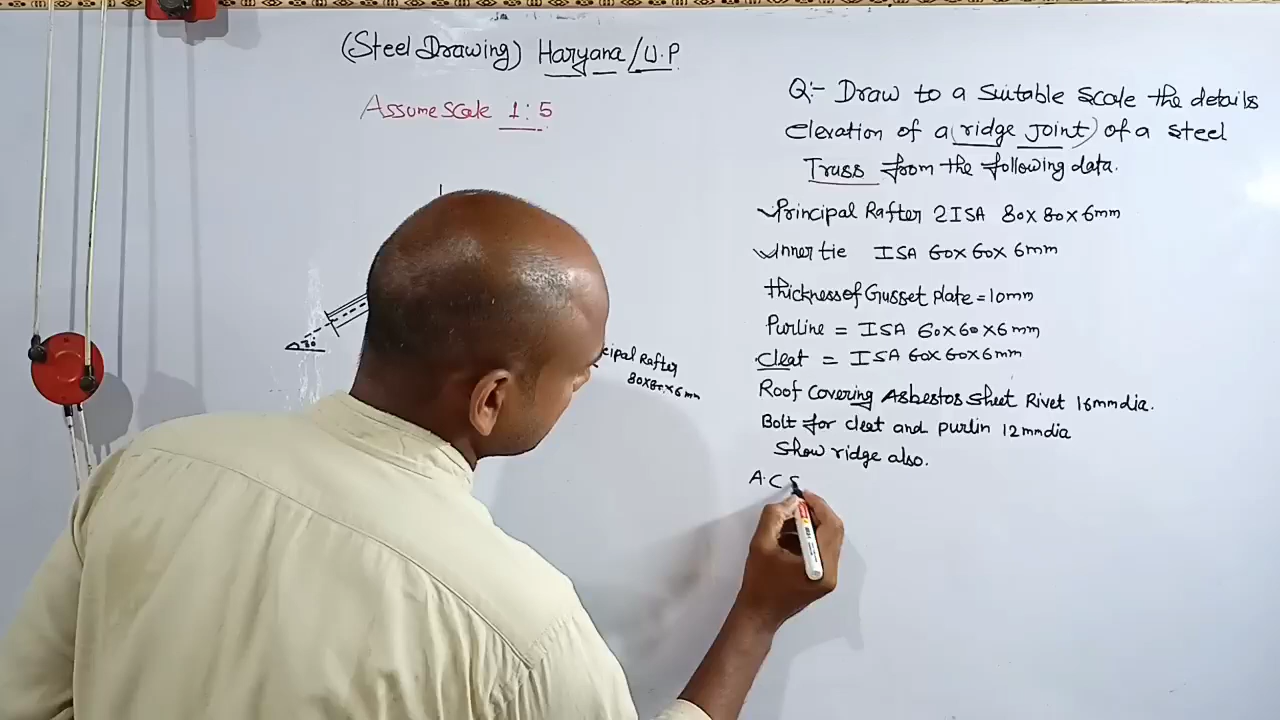 (Steel Drawing) Haryana/U.P
Assume Scale 1:5
30°
cipal Rafter
80x80x6mm
Q:- Draw to a suitable scale the details
elevation of a (ridge joint) of a steel
Truss from the following data.
Principal Rafter 2ISA 80x80x6mm
Inner tie ISA 60x60x6mm
thickness of Gusset plate=10mm
Purline = ISA 60x60x6mm
Cleat = ISA 60x60x6mm
Roof Covering Asbestos sheet Rivet 16mm dia.
Bolt for cleat and purlin 12mm dia
Show ridge also.
A.C S